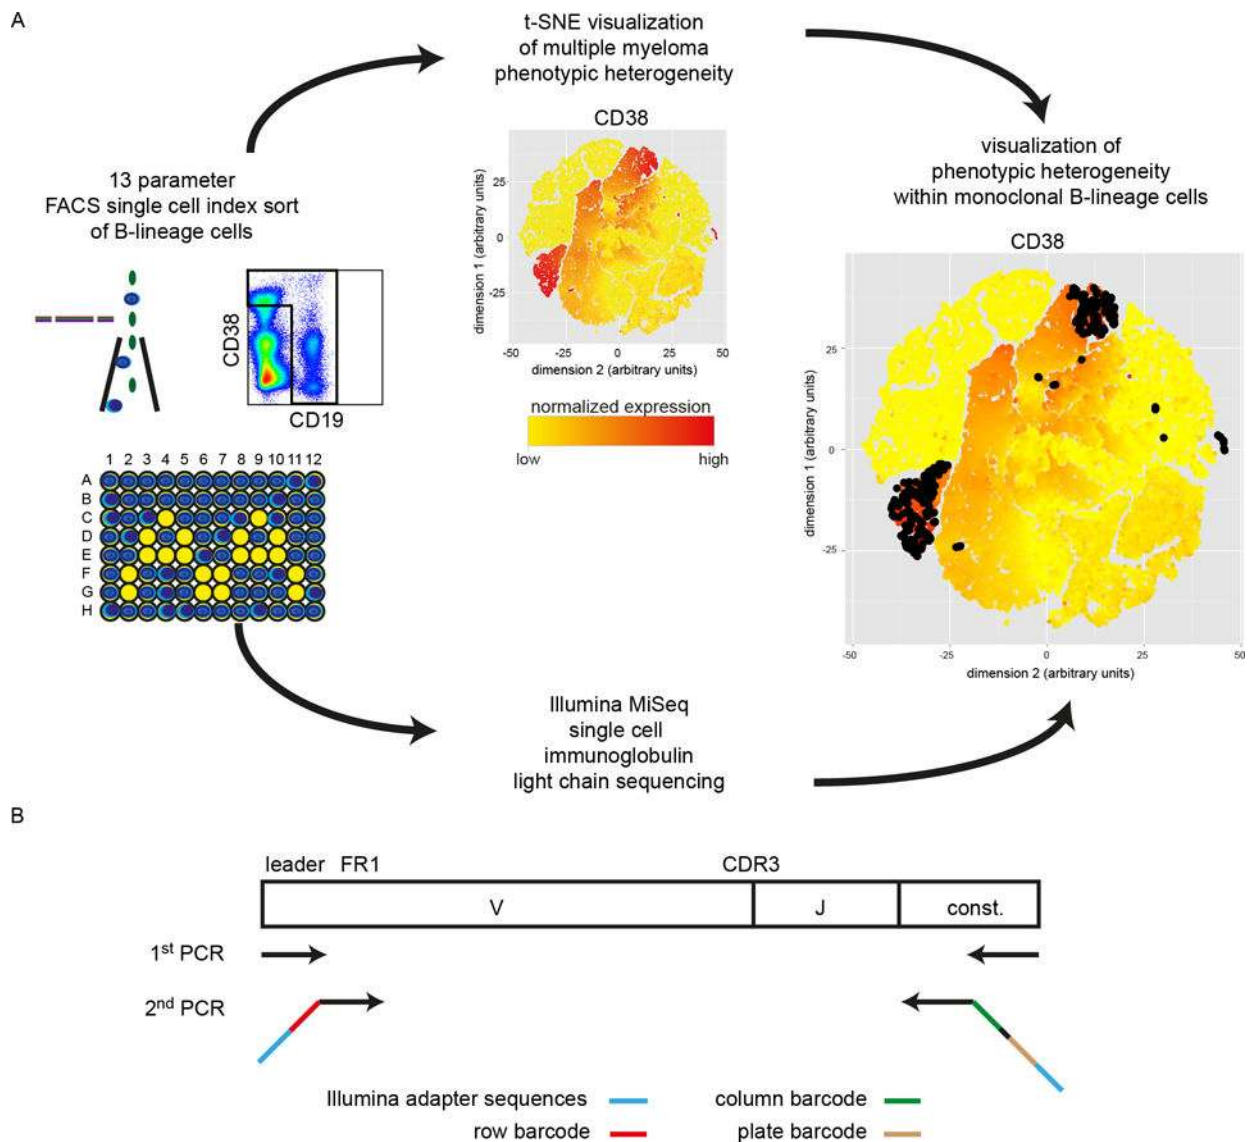 A
t-SNE visualization
of multiple myeloma
phenotypic heterogeneity
13 parameter
FACS single cell index sort
of B-lineage cells
CD38
CD19
CD38
dimension 1 (arbitrary units)
25
0
-25
-50 -25 0 25 50
dimension 2 (arbitrary units)
normalized expression
low high
visualization of
phenotypic heterogeneity
within monoclonal B-lineage cells
CD38
dimension 1 (arbitrary units)
25
0
-25
-50 -25 0 25 50
dimension 2 (arbitrary units)
1 2 3 4 5 6 7 8 9 10 11 12
A
B
C
D
E
F
G
H
Illumina MiSeq
single cell
immunoglobulin
light chain sequencing
B
leader FR1 CDR3
V J const.
1st PCR
2nd PCR
Illumina adapter sequences
column barcode
row barcode
plate barcode